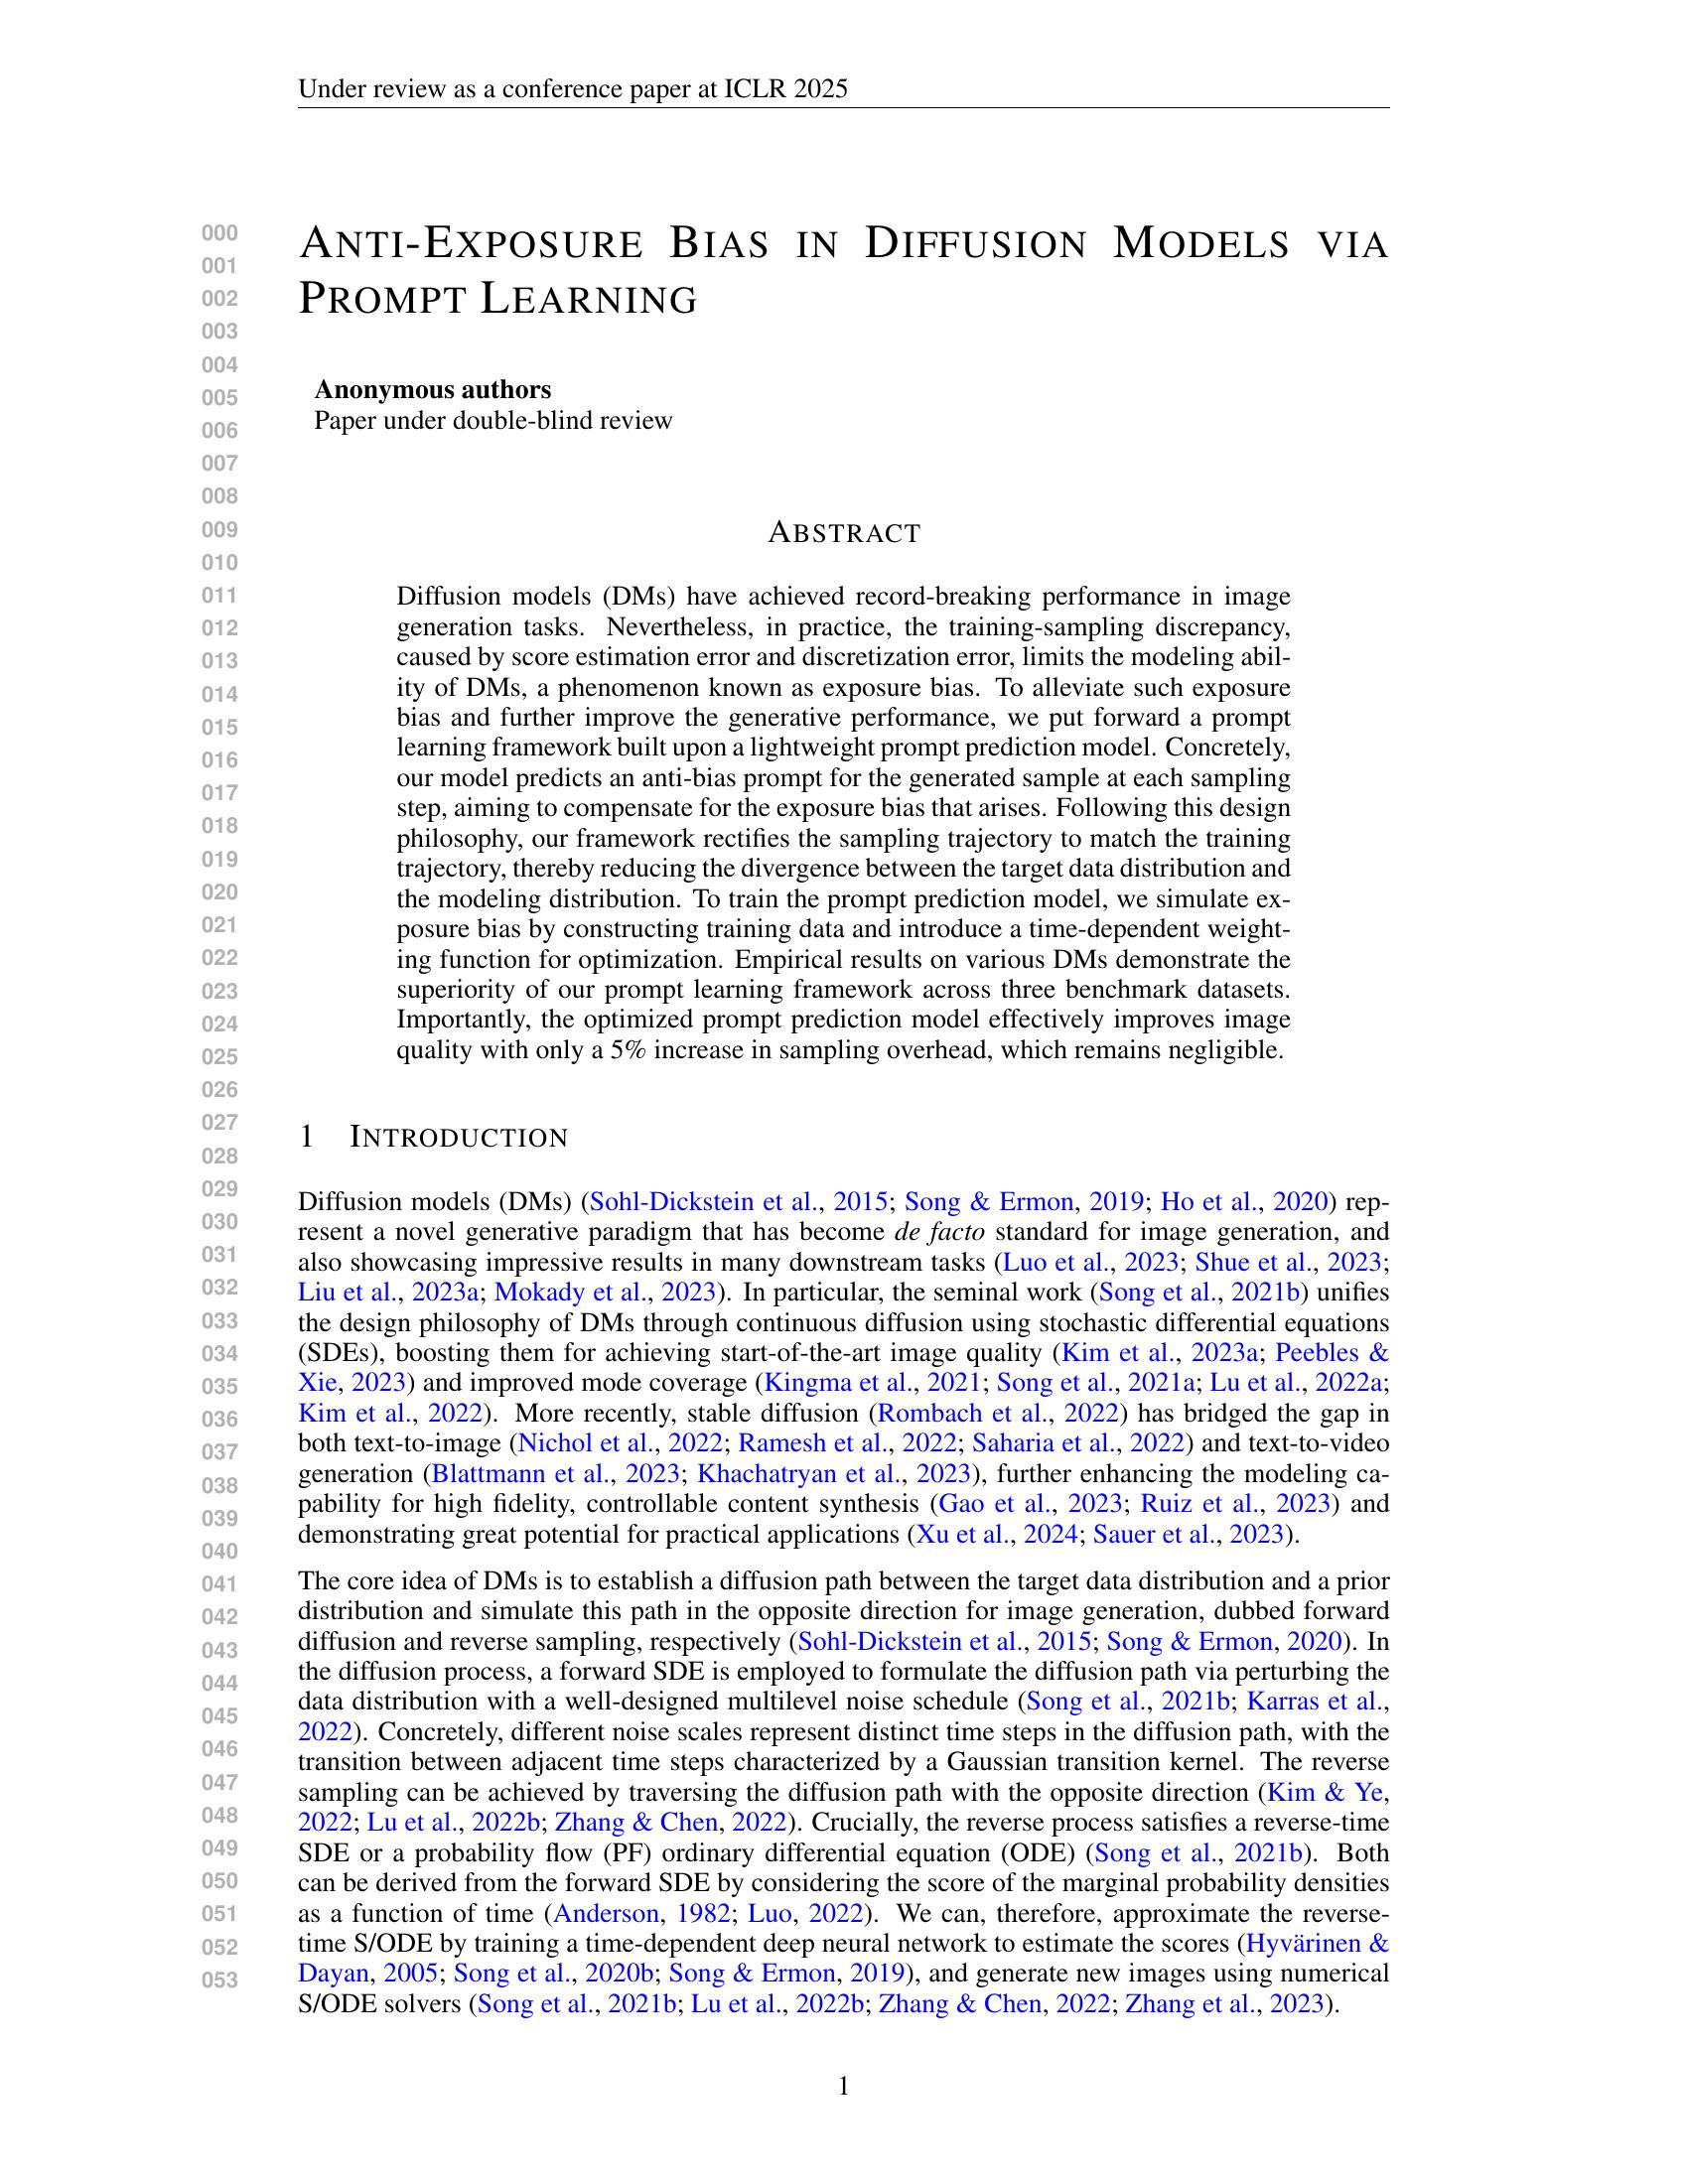 Under review as a conference paper at ICLR 2025
000
001
002
003
004
005
006
007
008
009
010
011
012
013
014
015
016
017
018
019
020
021
022
023
024
025
026
027
028
029
030
031
032
033
034
035
036
037
038
039
040
041
042
043
044
045
046
047
048
049
050
051
052
053
ANTI-EXPOSURE BIAS IN DIFFUSION MODELS VIA
PROMPT LEARNING
Anonymous authors
Paper under double-blind review
ABSTRACT
Diffusion models (DMs) have achieved record-breaking performance in image
generation tasks. Nevertheless, in practice, the training-sampling discrepancy,
caused by score estimation error and discretization error, limits the modeling abil-
ity of DMs, a phenomenon known as exposure bias. To alleviate such exposure
bias and further improve the generative performance, we put forward a prompt
learning framework built upon a lightweight prompt prediction model. Concretely,
our model predicts an anti-bias prompt for the generated sample at each sampling
step, aiming to compensate for the exposure bias that arises. Following this design
philosophy, our framework rectifies the sampling trajectory to match the training
trajectory, thereby reducing the divergence between the target data distribution and
the modeling distribution. To train the prompt prediction model, we simulate ex-
posure bias by constructing training data and introduce a time-dependent weight-
ing function for optimization. Empirical results on various DMs demonstrate the
superiority of our prompt learning framework across three benchmark datasets.
Importantly, the optimized prompt prediction model effectively improves image
quality with only a 5% increase in sampling overhead, which remains negligible.
1 INTRODUCTION
Diffusion models (DMs) (Sohl-Dickstein et al., 2015; Song & Ermon, 2019; Ho et al., 2020) rep-
resent a novel generative paradigm that has become de facto standard for image generation, and
also showcasing impressive results in many downstream tasks (Luo et al., 2023; Shue et al., 2023;
Liu et al., 2023a; Mokady et al., 2023). In particular, the seminal work (Song et al., 2021b) unifies
the design philosophy of DMs through continuous diffusion using stochastic differential equations
(SDEs), boosting them for achieving start-of-the-art image quality (Kim et al., 2023a; Peebles &
Xie, 2023) and improved mode coverage (Kingma et al., 2021; Song et al., 2021a; Lu et al., 2022a;
Kim et al., 2022). More recently, stable diffusion (Rombach et al., 2022) has bridged the gap in
both text-to-image (Nichol et al., 2022; Ramesh et al., 2022; Saharia et al., 2022) and text-to-video
generation (Blattmann et al., 2023; Khachatryan et al., 2023), further enhancing the modeling ca-
pability for high fidelity, controllable content synthesis (Gao et al., 2023; Ruiz et al., 2023) and
demonstrating great potential for practical applications (Xu et al., 2024; Sauer et al., 2023).
The core idea of DMs is to establish a diffusion path between the target data distribution and a prior
distribution and simulate this path in the opposite direction for image generation, dubbed forward
diffusion and reverse sampling, respectively (Sohl-Dickstein et al., 2015; Song & Ermon, 2020). In
the diffusion process, a forward SDE is employed to formulate the diffusion path via perturbing the
data distribution with a well-designed multilevel noise schedule (Song et al., 2021b; Karras et al.,
2022). Concretely, different noise scales represent distinct time steps in the diffusion path, with the
transition between adjacent time steps characterized by a Gaussian transition kernel. The reverse
sampling can be achieved by traversing the diffusion path with the opposite direction (Kim & Ye,
2022; Lu et al., 2022b; Zhang & Chen, 2022). Crucially, the reverse process satisfies a reverse-time
SDE or a probability flow (PF) ordinary differential equation (ODE) (Song et al., 2021b). Both
can be derived from the forward SDE by considering the score of the marginal probability densities
as a function of time (Anderson, 1982; Luo, 2022). We can, therefore, approximate the reverse-
time S/ODE by training a time-dependent deep neural network to estimate the scores (Hyvärinen &
Dayan, 2005; Song et al., 2020b; Song & Ermon, 2019), and generate new images using numerical
S/ODE solvers (Song et al., 2021b; Lu et al., 2022b; Zhang & Chen, 2022; Zhang et al., 2023).
1